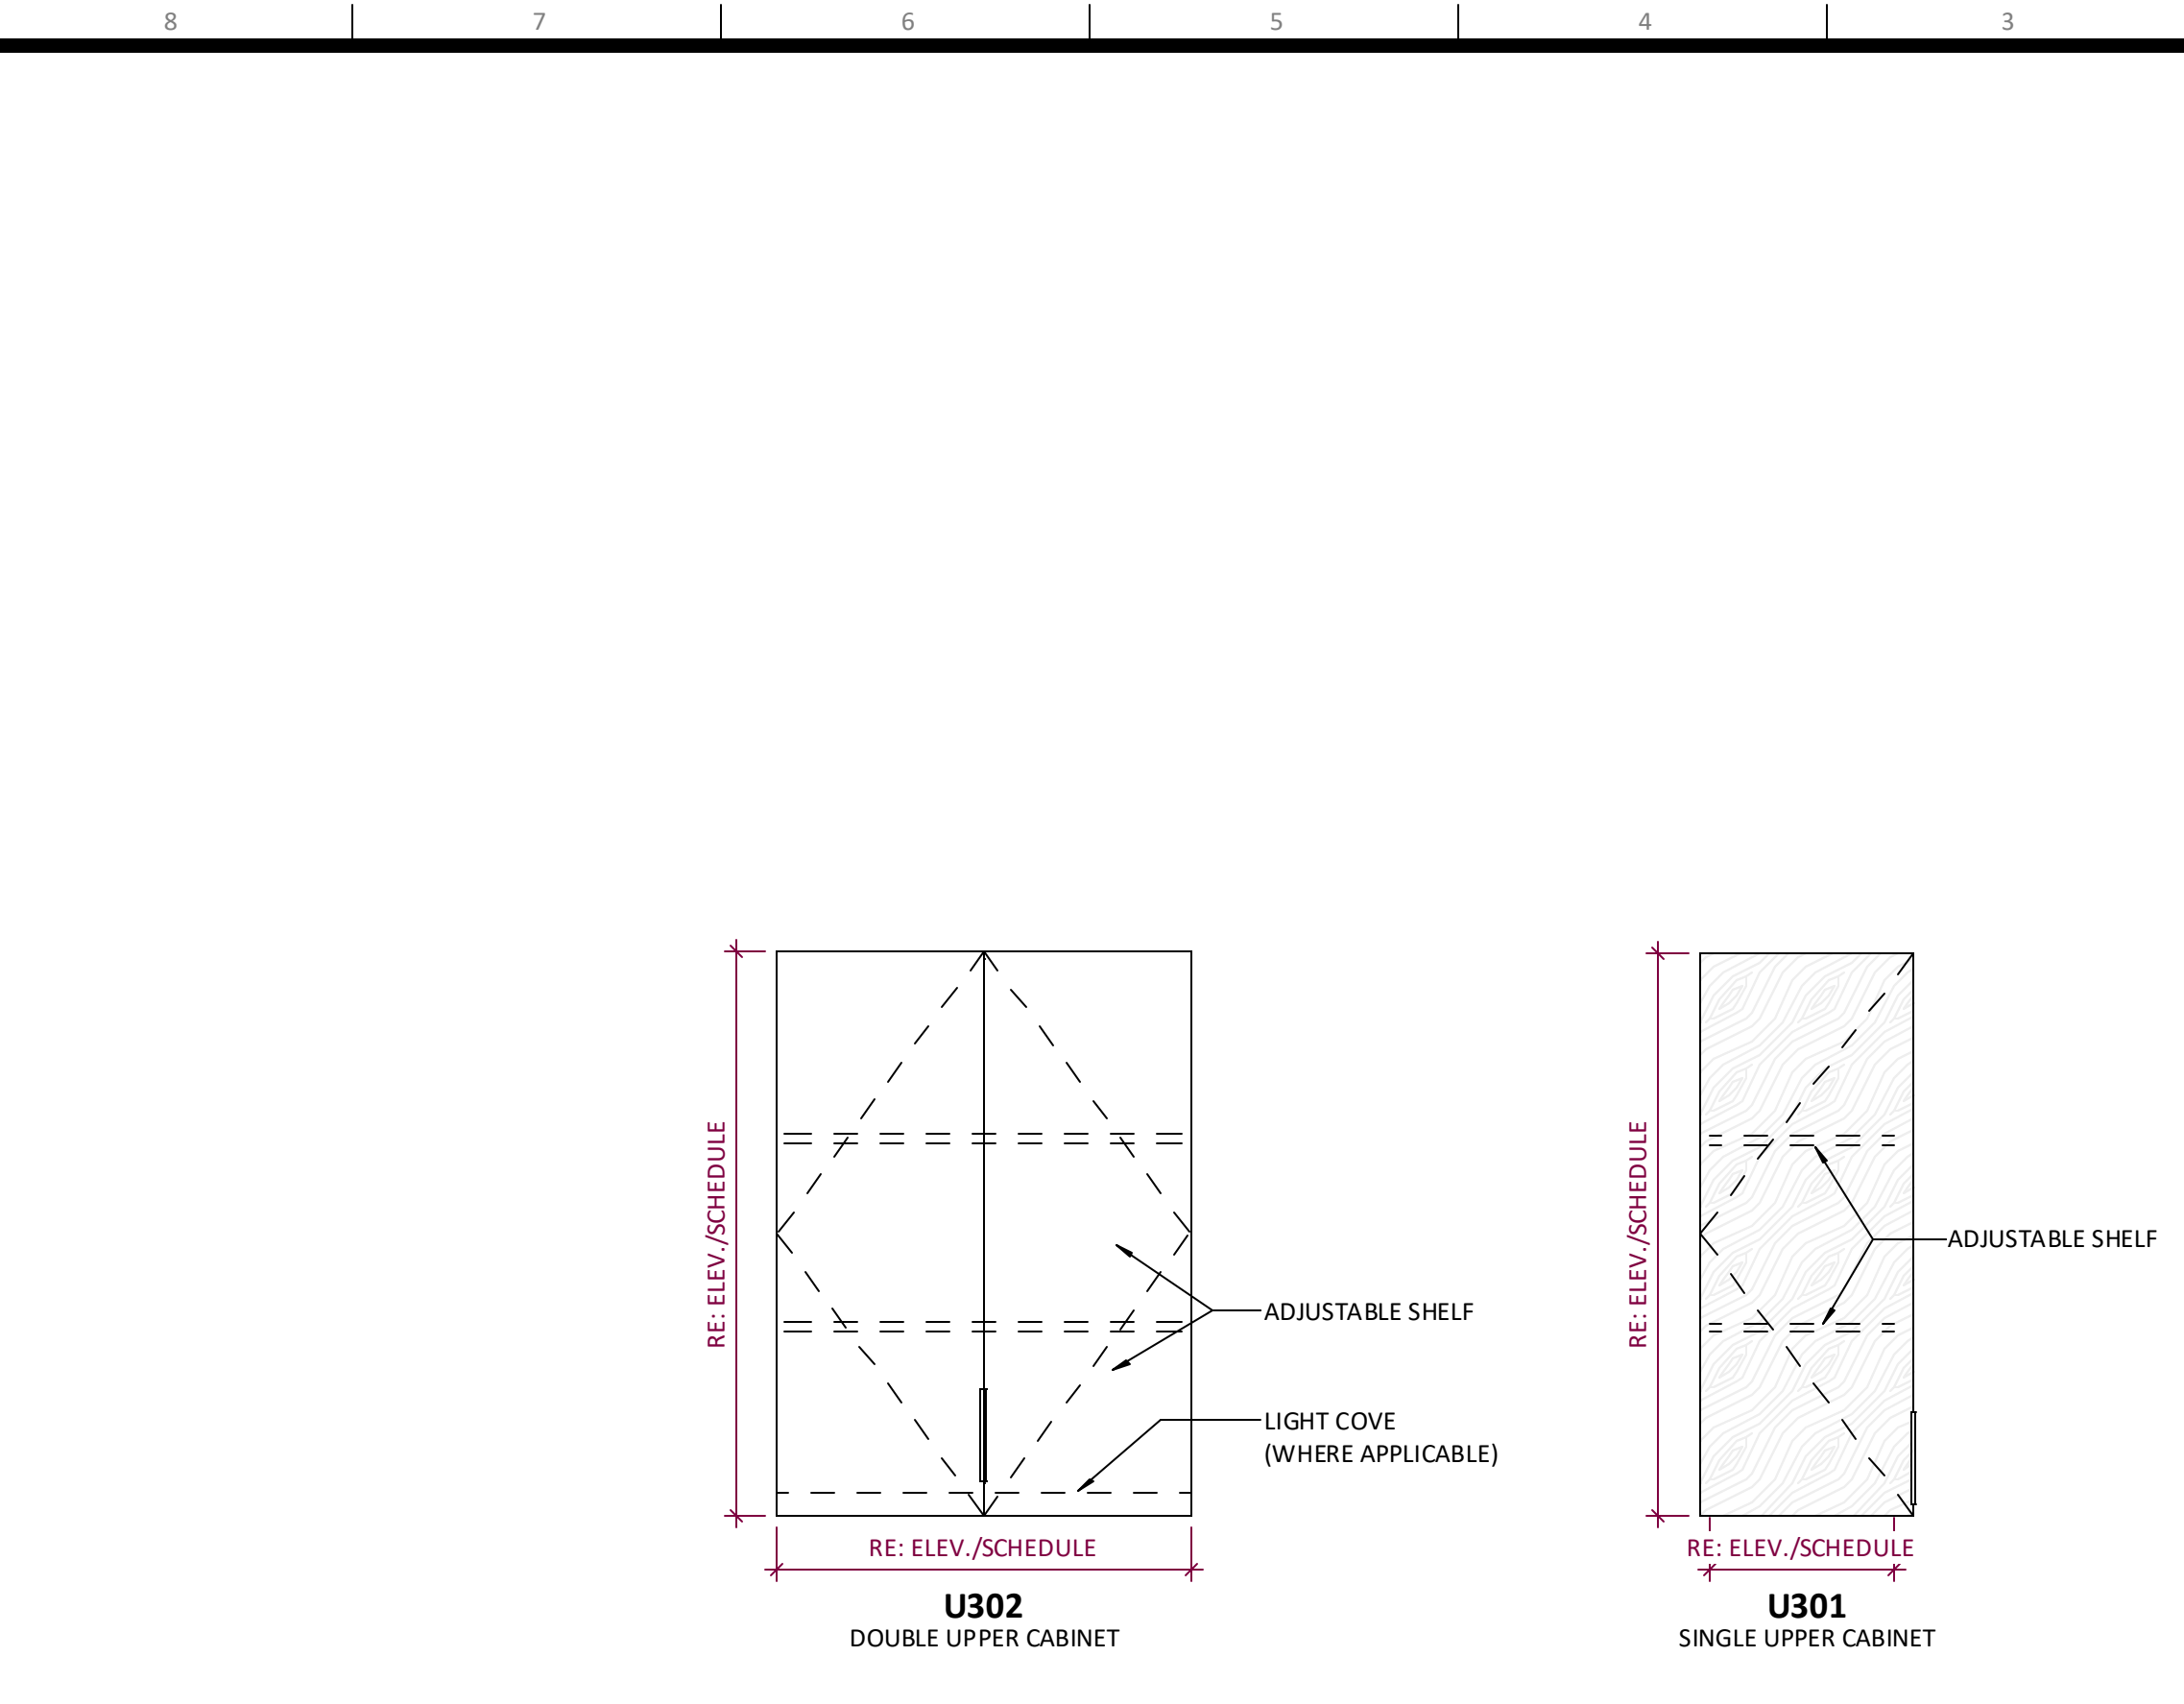 8 7 6 5 4 3
RE: ELEV./SCHEDULE
ADJUSTABLE SHELF
LIGHT COVE
(WHERE APPLICABLE)
RE: ELEV./SCHEDULE
U302
DOUBLE UPPER CABINET
RE: ELEV./SCHEDULE
ADJUSTABLE SHELF
RE: ELEV./SCHEDULE
U301
SINGLE UPPER CABINET